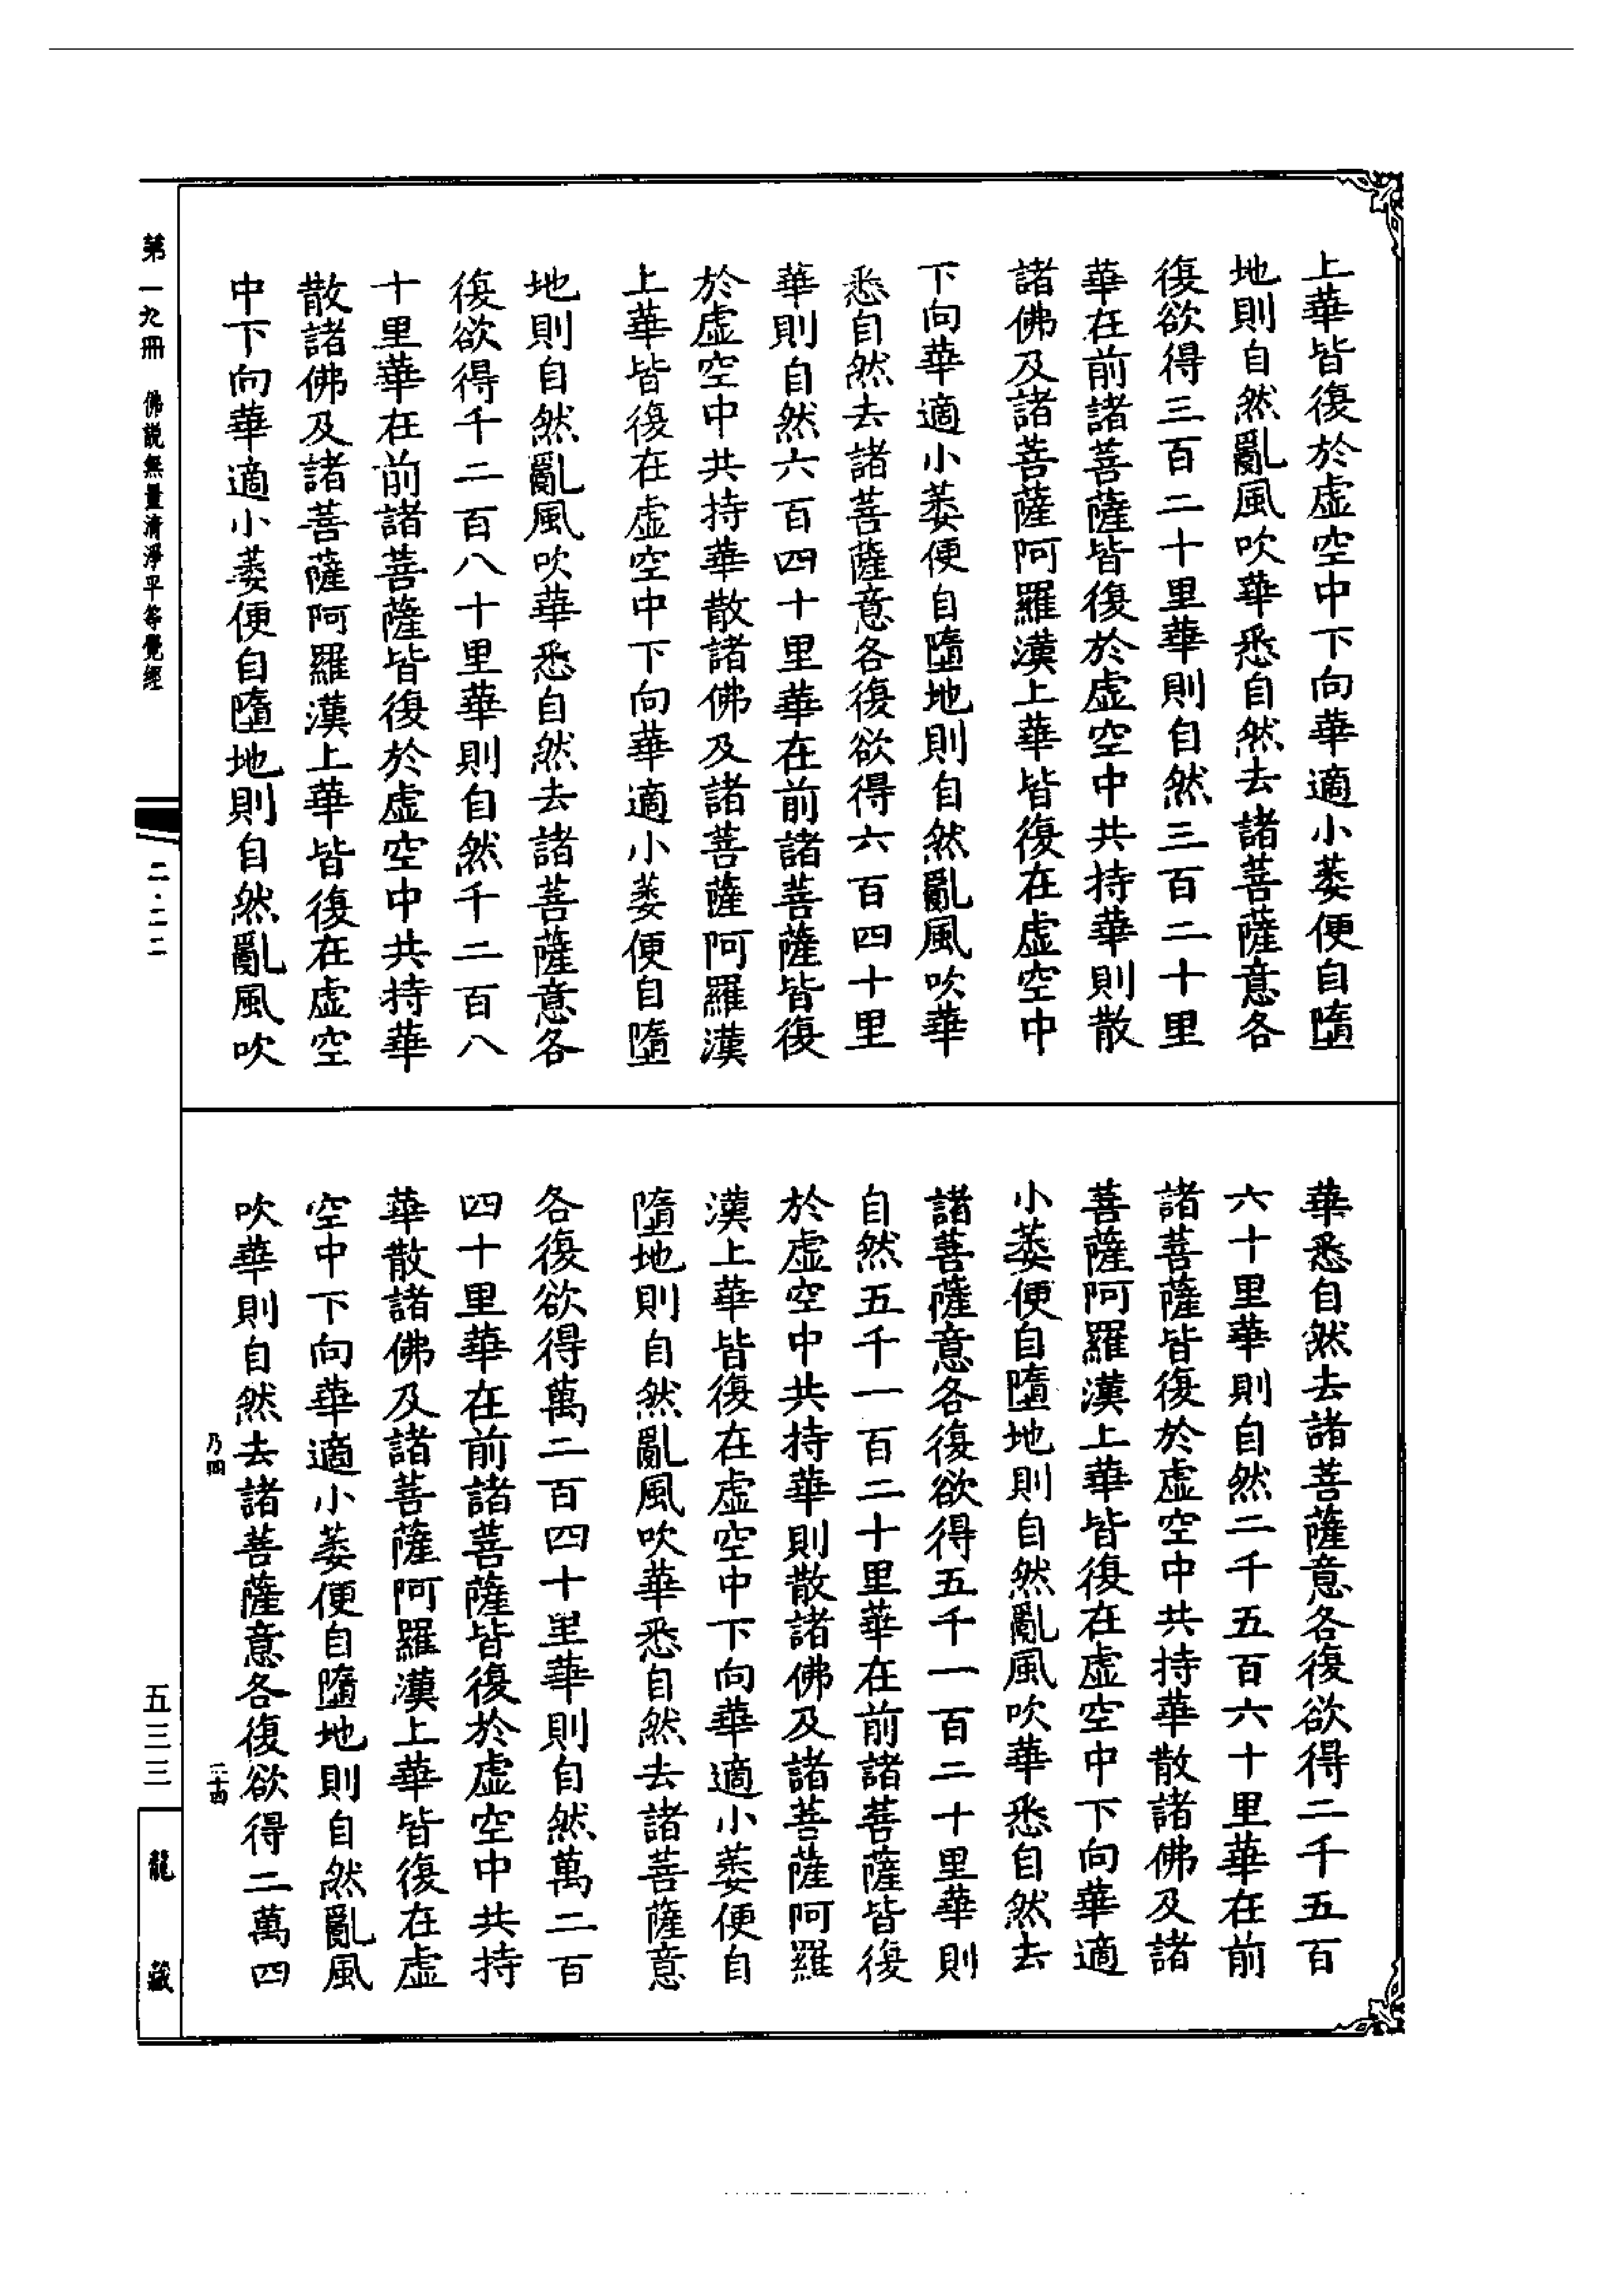 上華皆復於虛空中下向華適小萎便自墮
地則自然亂風吹華悉自然去諸菩薩意各
復欲得三百二十里華則自然三百二十里
華在前諸菩薩皆復於虛空中共持華則散
諸佛及諸菩薩阿羅漢上華皆復在虛空中
下向華適小萎便自墮地則自然亂風吹華
悉自然去諸菩薩意各復欲得六百四十里
華則自然六百四十里華在前諸菩薩皆復
於虛空中共持華散諸佛及諸菩薩阿羅漢
上華皆復在虛空中下向華適小萎便自墮
地則自然亂風吹華悉自然去諸菩薩意各
復欲得千二百八十里華則自然千二百八
十里華在前諸菩薩皆復於虛空中共持華
散諸佛及諸菩薩阿羅漢上華皆復在虛空
中下向華適小萎便自墮地則自然亂風吹
華悉自然去諸菩薩意各復欲得二千五百
六十里華則自然二千五百六十里華在前
諸菩薩皆復於虛空中共持華散諸佛及諸
菩薩阿羅漢上華皆復在虛空中下向華適
小萎便自墮地則自然亂風吹華悉自然去
諸菩薩意各復欲得五千一百二十里華則
自然五千一百二十里華在前諸菩薩皆復
於虛空中共持華則散諸佛及諸菩薩阿羅
漢上華皆復在虛空中下向華適小萎便自
墮地則自然亂風吹華悉自然去諸菩薩意
各復欲得萬二百四十里華則自然萬二百
四十里華在前諸菩薩皆復於虛空中共持
華散諸佛及諸菩薩阿羅漢上華皆復在虛
空中下向華適小萎便自墮地則自然亂風
吹華則自然去諸菩薩意各復欲得二萬四
乃四
二十四
第一九冊 佛説無量清淨平等覺經
二·二二
五三三
龍藏